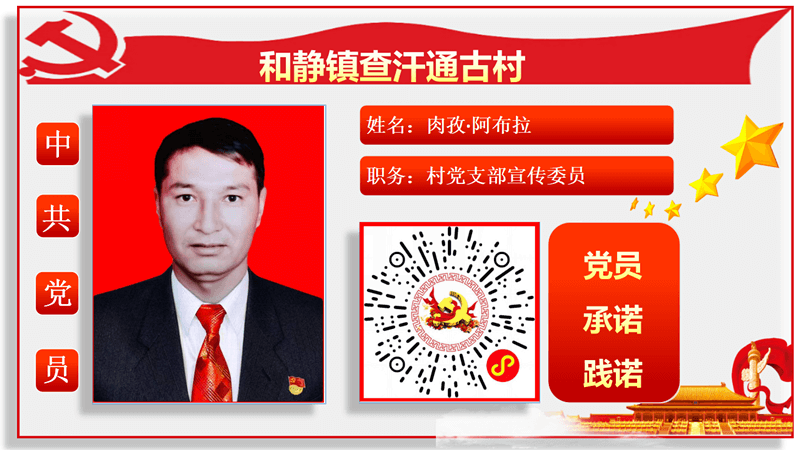 和静镇查汗通古村
中共党员
姓名：肉孜·阿布拉
职务：村党支部宣传委员
党员
承诺
践诺